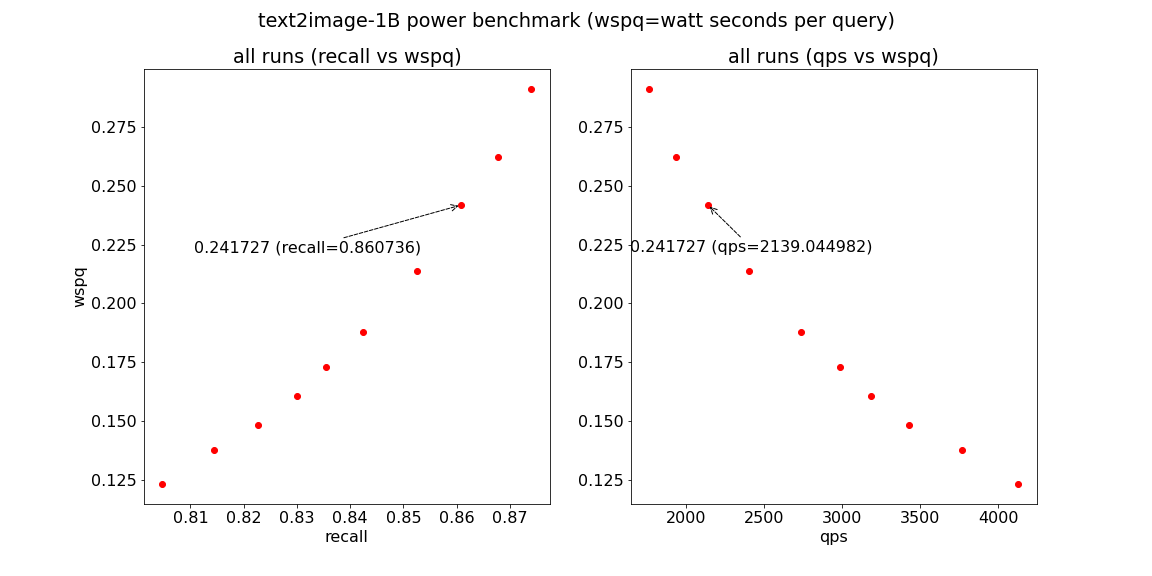 text2image-1B power benchmark (wspq=watt seconds per query)
all runs (recall vs wspq)
0.275
0.250
0.225
0.200
0.175
0.150
0.125
wspq
0.241727 (recall=0.860736)
0.81 0.82 0.83 0.84 0.85 0.86 0.87
recall
all runs (qps vs wspq)
0.275
0.250
0.225
0.200
0.175
0.150
0.125
0.241727 (qps=2139.044982)
2000 2500 3000 3500 4000
qps